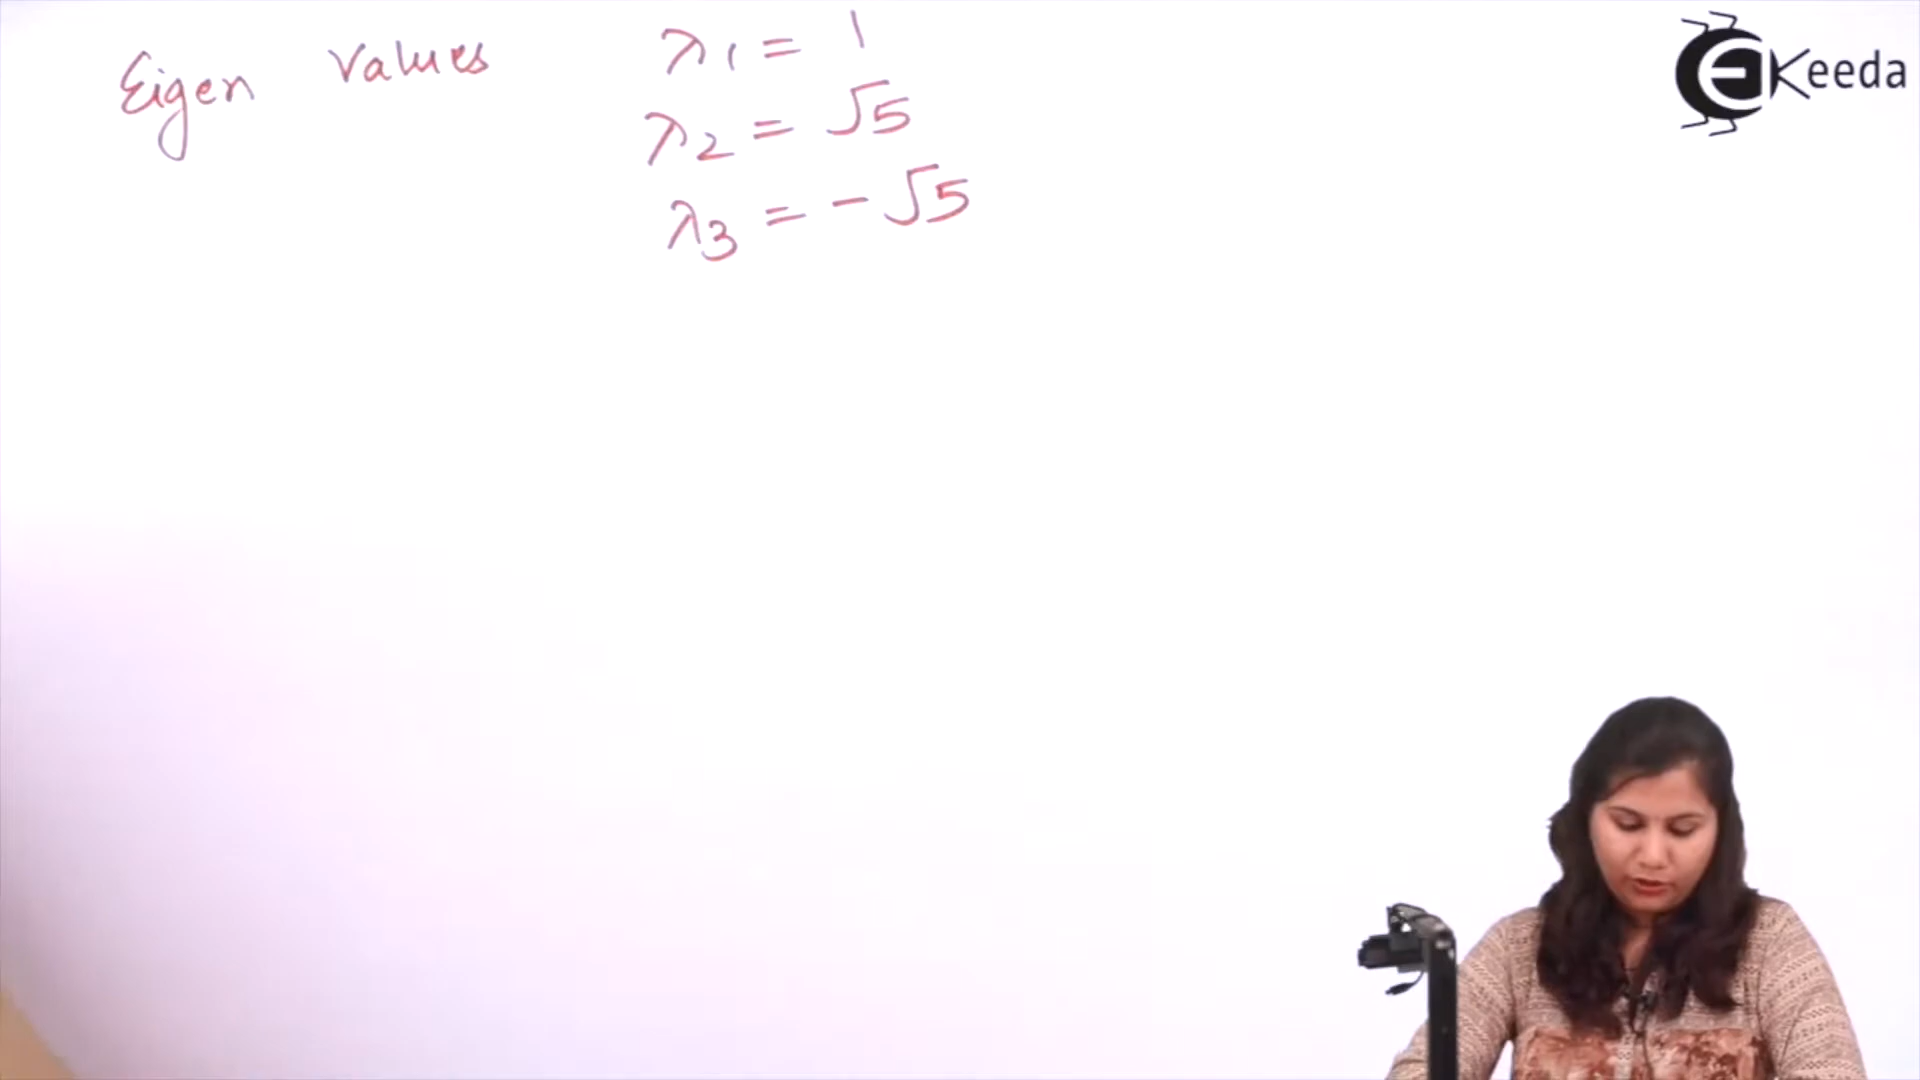 Eigen values λ1 = 1
λ2 = √5
λ3 = -√5
EKeeda